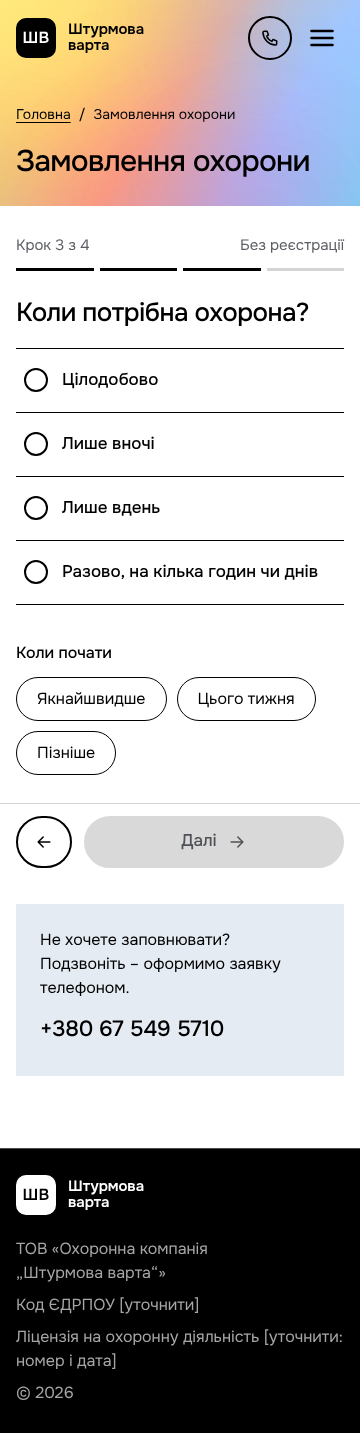 ШВ
Штурмова
варта
Головна / Замовлення охорони
Замовлення охорони
Крок 3 з 4
Без реєстрації
Коли потрібна охорона?
Цілодобово
Лише вночі
Лише вдень
Разово, на кілька годин чи днів
Коли почати
Якнайшвидше
Цього тижня
Пізніше
Далі
Не хочете заповнювати?
Подзвоніть – оформимо заявку
телефоном.
+380 67 549 5710
ШВ
Штурмова
варта
ТОВ «Охоронна компанія
„Штурмова варта“»
Код ЄДРПОУ [уточнити]
Ліцензія на охоронну діяльність [уточнити:
номер і дата]
© 2026